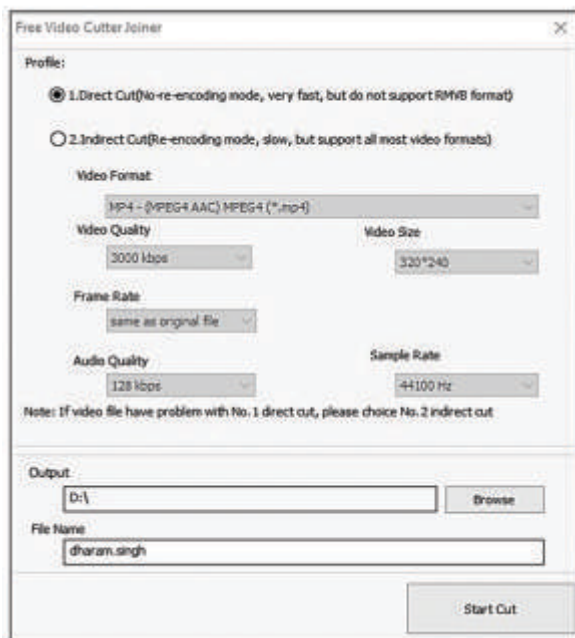 Free Video Cutter Joiner
Profile:
1.Direct Cut(No-re-encoding mode, very fast, but do not support RMVB format)
2.Indirect Cut(Re-encoding mode, slow, but support all most video formats)
Video Format
MP4 - (MPEG4 AAC) MPEG4 (*.mp4)
Video Quality Video Size
3000 kbps 320*240
Frame Rate
same as original file
Audio Quality Sample Rate
128 kbps 44100 Hz
Note: If video file have problem with No.1 direct cut, please choice No.2 indirect cut
Output
D:\ Browse
File Name
dharam.singh
Start Cut